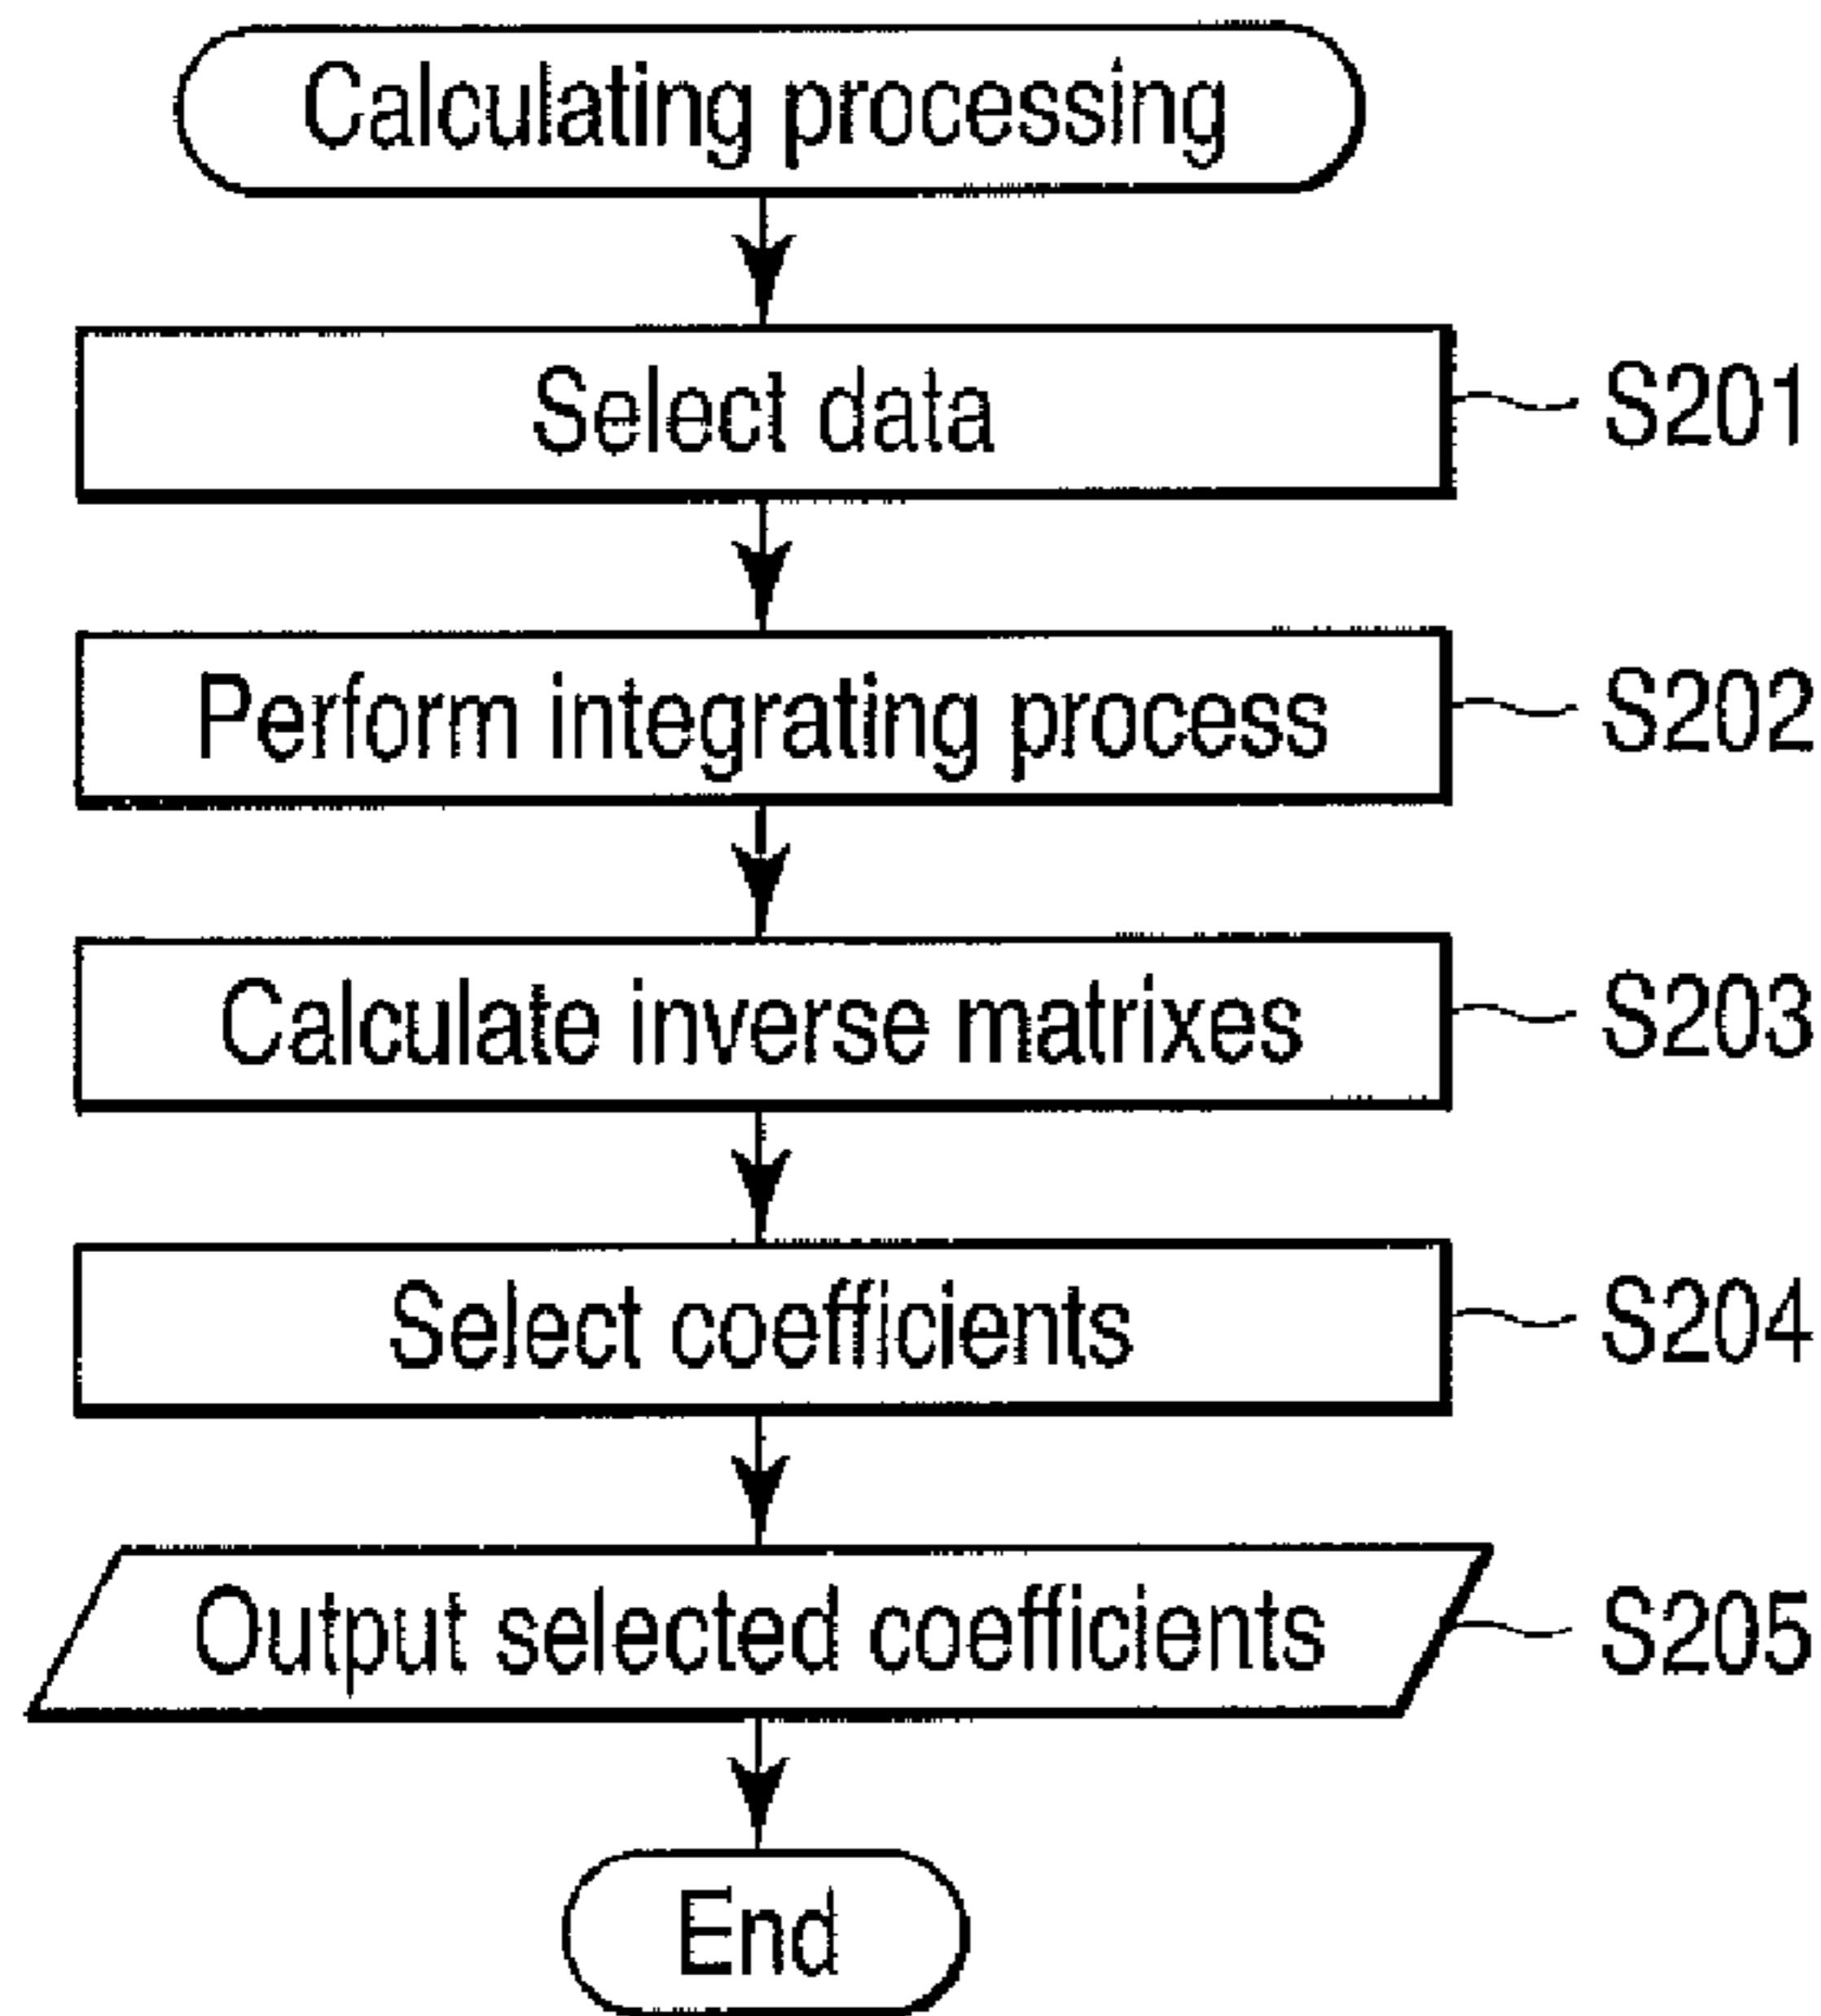 Calculating processing
Select data
S201
Perform integrating process
S202
Calculate inverse matrixes
S203
Select coefficients
S204
Output selected coefficients
S205
End